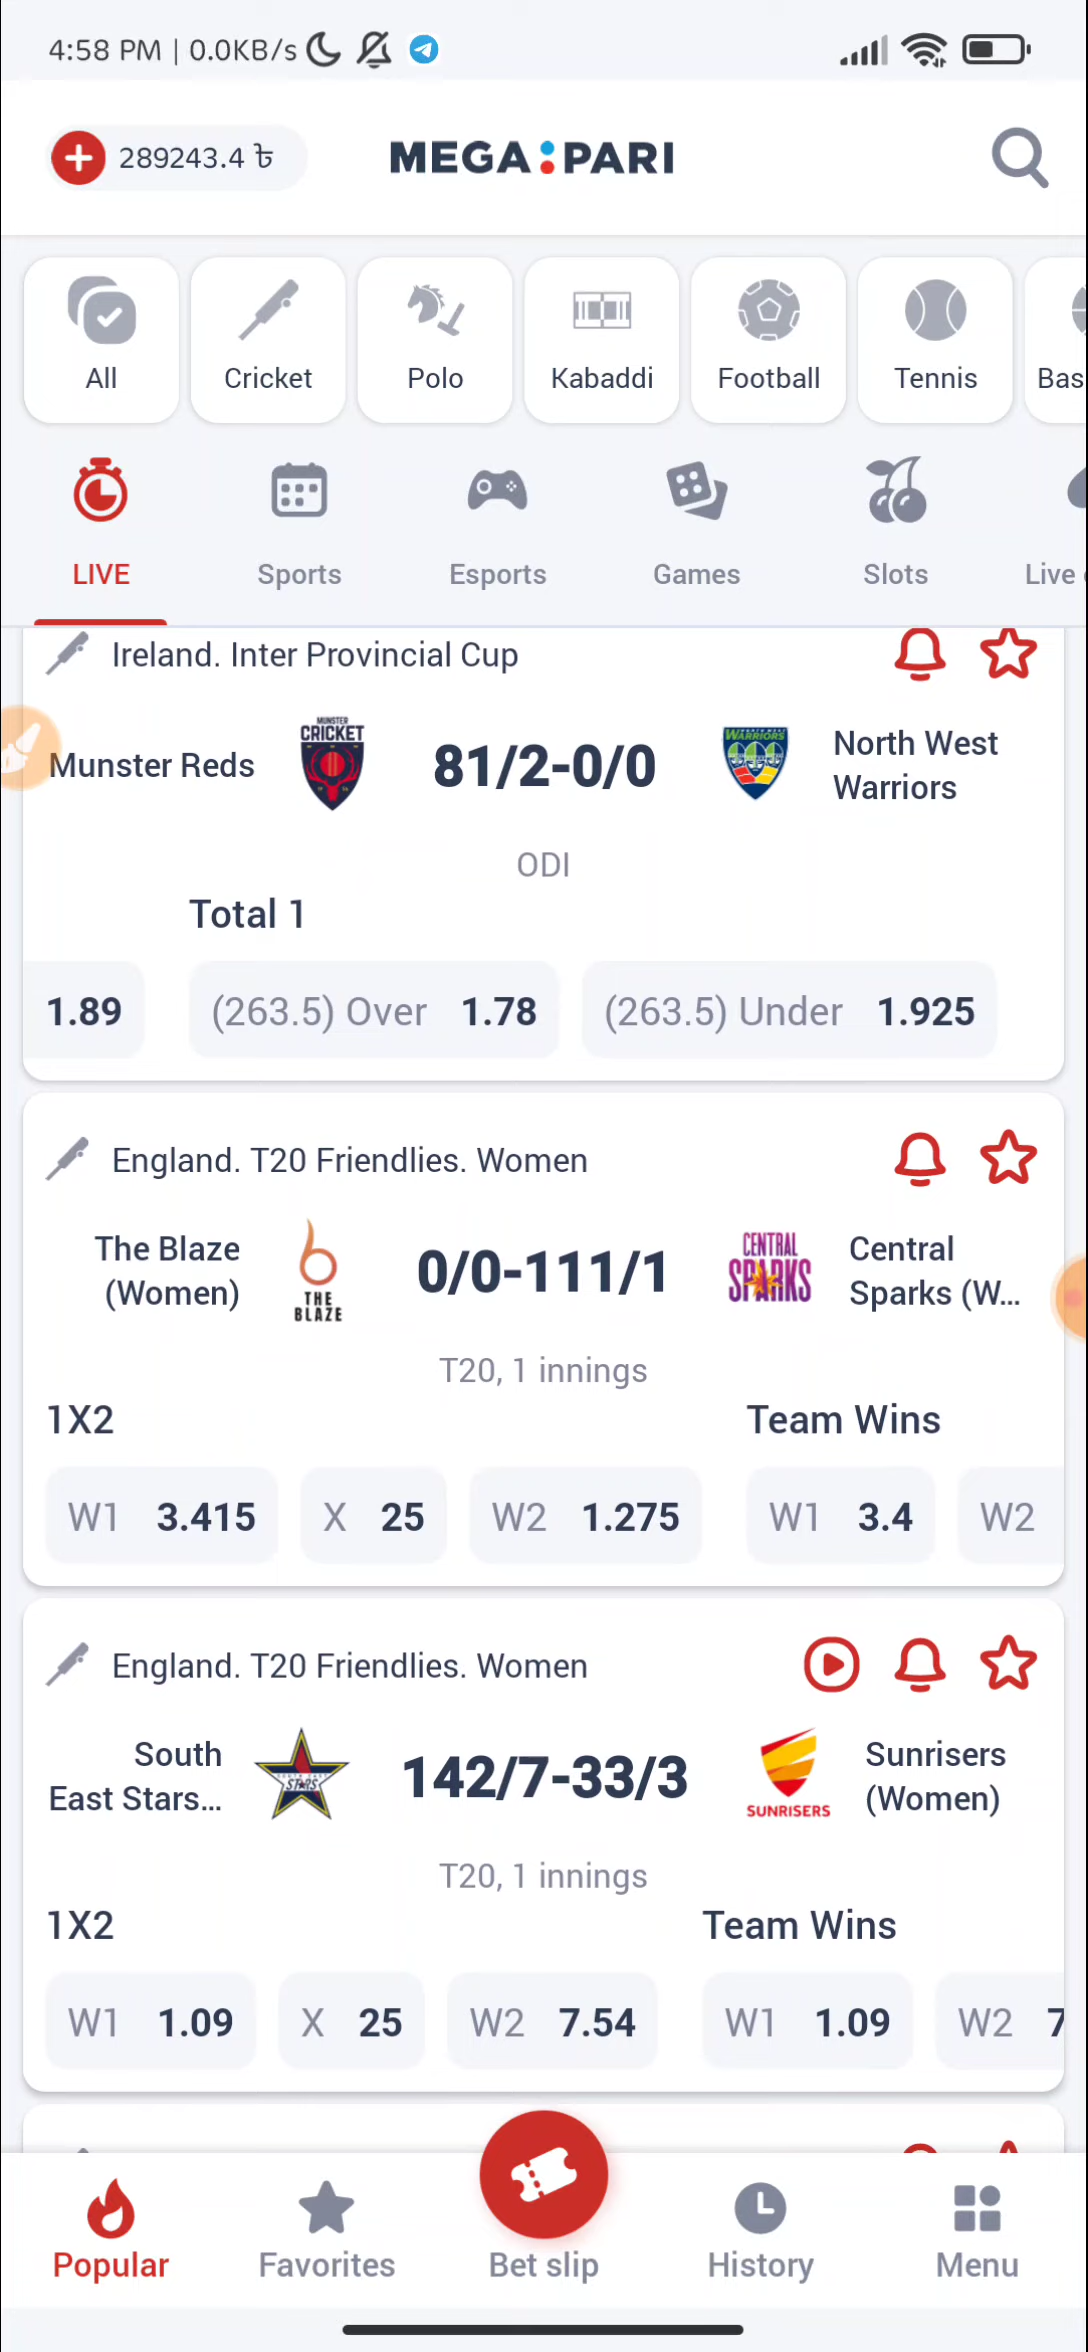 4:58 PM | 0.0KB/s
289243.4 ৳
MEGA PARI
All
Cricket
Polo
Kabaddi
Football
Tennis
Bas
LIVE
Sports
Esports
Games
Slots
Live
Ireland. Inter Provincial Cup
Munster Reds
MUNSTER
CRICKET
81/2-0/0
WARRIORS
North West
Warriors
ODI
Total 1
1.89
(263.5) Over 1.78
(263.5) Under 1.925
England. T20 Friendlies. Women
The Blaze
(Women)
THE
BLAZE
0/0-111/1
CENTRAL
SPARKS
Central
Sparks (W...
T20, 1 innings
1X2
Team Wins
W1 3.415
X 25
W2 1.275
W1 3.4
W2
England. T20 Friendlies. Women
South
East Stars...
STARS
142/7-33/3
SUNRISERS
Sunrisers
(Women)
T20, 1 innings
1X2
Team Wins
W1 1.09
X 25
W2 7.54
W1 1.09
W2 7
Popular
Favorites
Bet slip
History
Menu